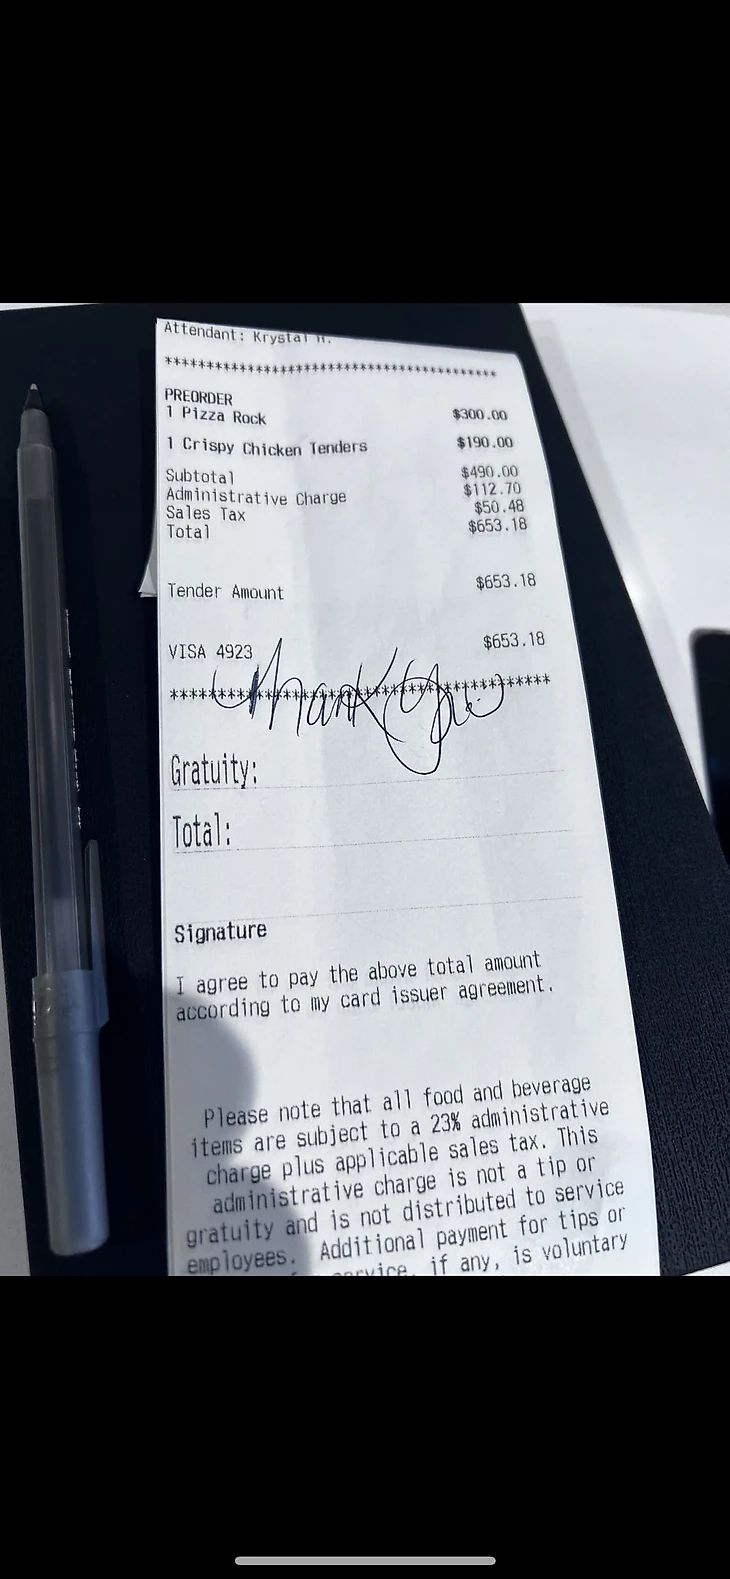 Attendant: Krystal
****************************************
PREORDER
1 Pizza Rock $300.00
1 Crispy Chicken Tenders $190.00
Subtotal $490.00
Administrative Charge $112.70
Sales Tax $50.48
Total $653.18
Tender Amount $653.18
VISA 4923 $653.18
****************************************
Thank You
Gratuity:
Total:
Signature
I agree to pay the above total amount
according to my card issuer agreement.
Please note that all food and beverage
items are subject to a 23% administrative
charge plus applicable sales tax. This
administrative charge is not a tip or
gratuity and is not distributed to service
employees. Additional payment for tips or
service, if any, is voluntary